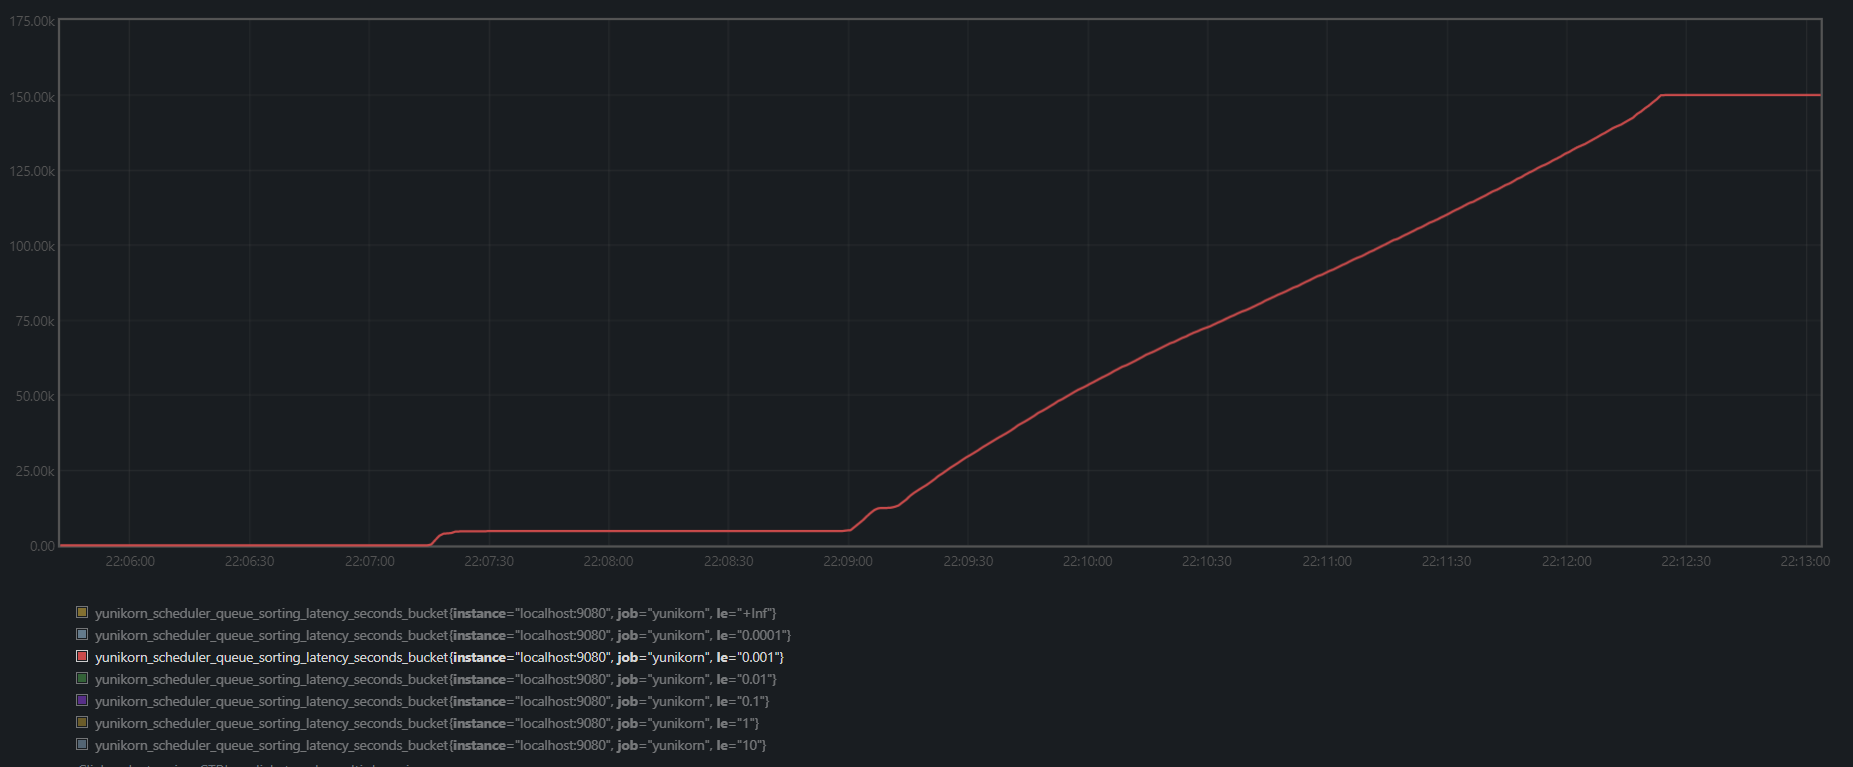 175.00k
150.00k
125.00k
100.00k
75.00k
50.00k
25.00k
0.00
22:06:00 22:06:30 22:07:00 22:07:30 22:08:00 22:08:30 22:09:00 22:09:30 22:10:00 22:10:30 22:11:00 22:11:30 22:12:00 22:12:30 22:13:00
yunikorn_scheduler_queue_sorting_latency_seconds_bucket{instance="localhost:9080", job="yunikorn", le="+Inf"}
yunikorn_scheduler_queue_sorting_latency_seconds_bucket{instance="localhost:9080", job="yunikorn", le="0.0001"}
yunikorn_scheduler_queue_sorting_latency_seconds_bucket{instance="localhost:9080", job="yunikorn", le="0.001"}
yunikorn_scheduler_queue_sorting_latency_seconds_bucket{instance="localhost:9080", job="yunikorn", le="0.01"}
yunikorn_scheduler_queue_sorting_latency_seconds_bucket{instance="localhost:9080", job="yunikorn", le="0.1"}
yunikorn_scheduler_queue_sorting_latency_seconds_bucket{instance="localhost:9080", job="yunikorn", le="1"}
yunikorn_scheduler_queue_sorting_latency_seconds_bucket{instance="localhost:9080", job="yunikorn", le="10"}